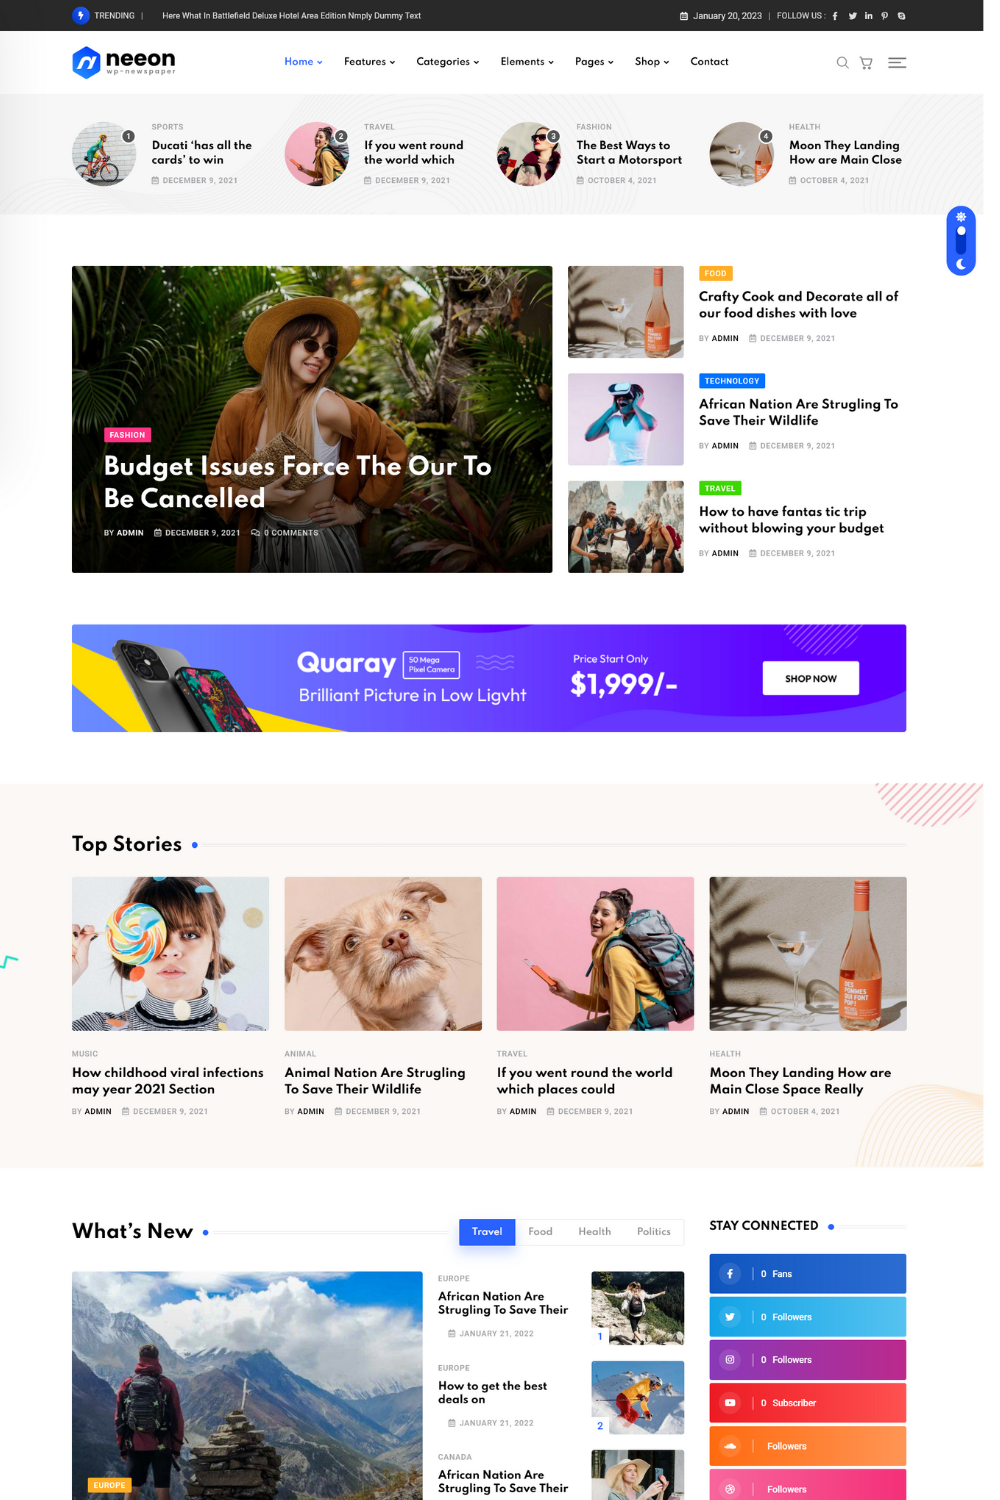 TRENDING | Here What In Battlefield Deluxe Hotel Area Edition Nmply Dummy Text
January 20, 2023 | FOLLOW US :
neeon
wp-newspaper
Home Features Categories Elements Pages Shop Contact
1
SPORTS
Ducati ‘has all the
cards’ to win
DECEMBER 9, 2021
2
TRAVEL
If you went round
the world which
DECEMBER 9, 2021
3
FASHION
The Best Ways to
Start a Motorsport
OCTOBER 4, 2021
4
HEALTH
Moon They Landing
How are Main Close
OCTOBER 4, 2021
FASHION
Budget Issues Force The Our To
Be Cancelled
BY ADMIN DECEMBER 9, 2021 0 COMMENTS
FOOD
Crafty Cook and Decorate all of
our food dishes with love
BY ADMIN DECEMBER 9, 2021
TECHNOLOGY
African Nation Are Strugling To
Save Their Wildlife
BY ADMIN DECEMBER 9, 2021
TRAVEL
How to have fantas tic trip
without blowing your budget
BY ADMIN DECEMBER 9, 2021
Quaray
50 Mega
Pixel Camera
Brilliant Picture in Low Ligvht
Price Start Only
$1,999/-
SHOP NOW
Top Stories
DES
POMMES
QUI FONT
POP!
MUSIC
How childhood viral infections
may year 2021 Section
BY ADMIN DECEMBER 9, 2021
ANIMAL
Animal Nation Are Strugling
To Save Their Wildlife
BY ADMIN DECEMBER 9, 2021
TRAVEL
If you went round the world
which places could
BY ADMIN DECEMBER 9, 2021
HEALTH
Moon They Landing How are
Main Close Space Really
BY ADMIN OCTOBER 4, 2021
What’s New
Travel Food Health Politics
EUROPE
EUROPE
African Nation Are
Strugling To Save Their
JANUARY 21, 2022
1
EUROPE
How to get the best
deals on
JANUARY 21, 2022
2
CANADA
African Nation Are
Strugling To Save Their
STAY CONNECTED
0 Fans
0 Followers
0 Followers
0 Subscriber
Followers
Followers